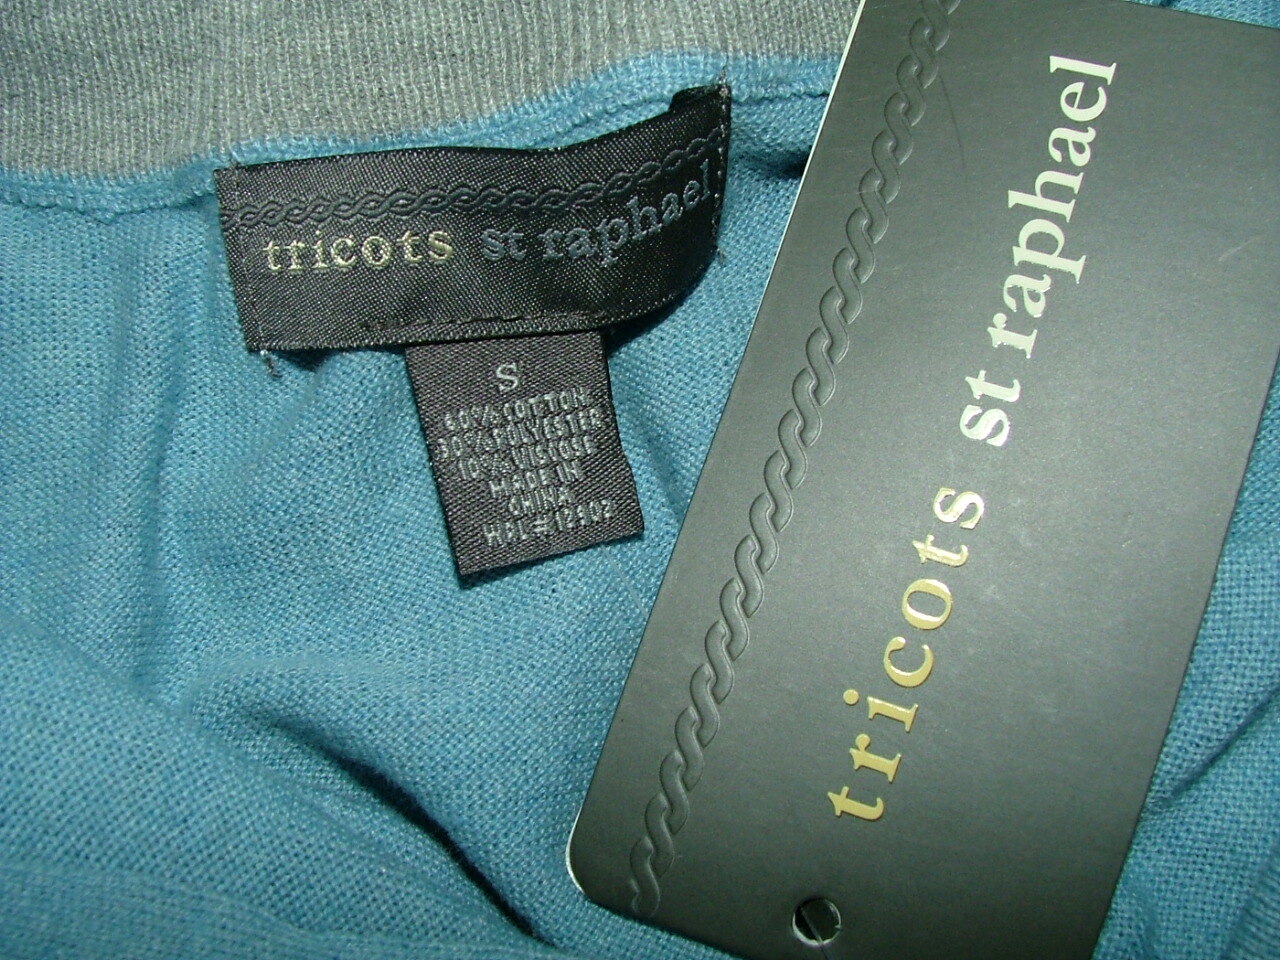 tricots st raphael
S
60% COTTON
30% POLYESTER
10% VISCOSE
MADE IN
CHINA
tricots st raphael